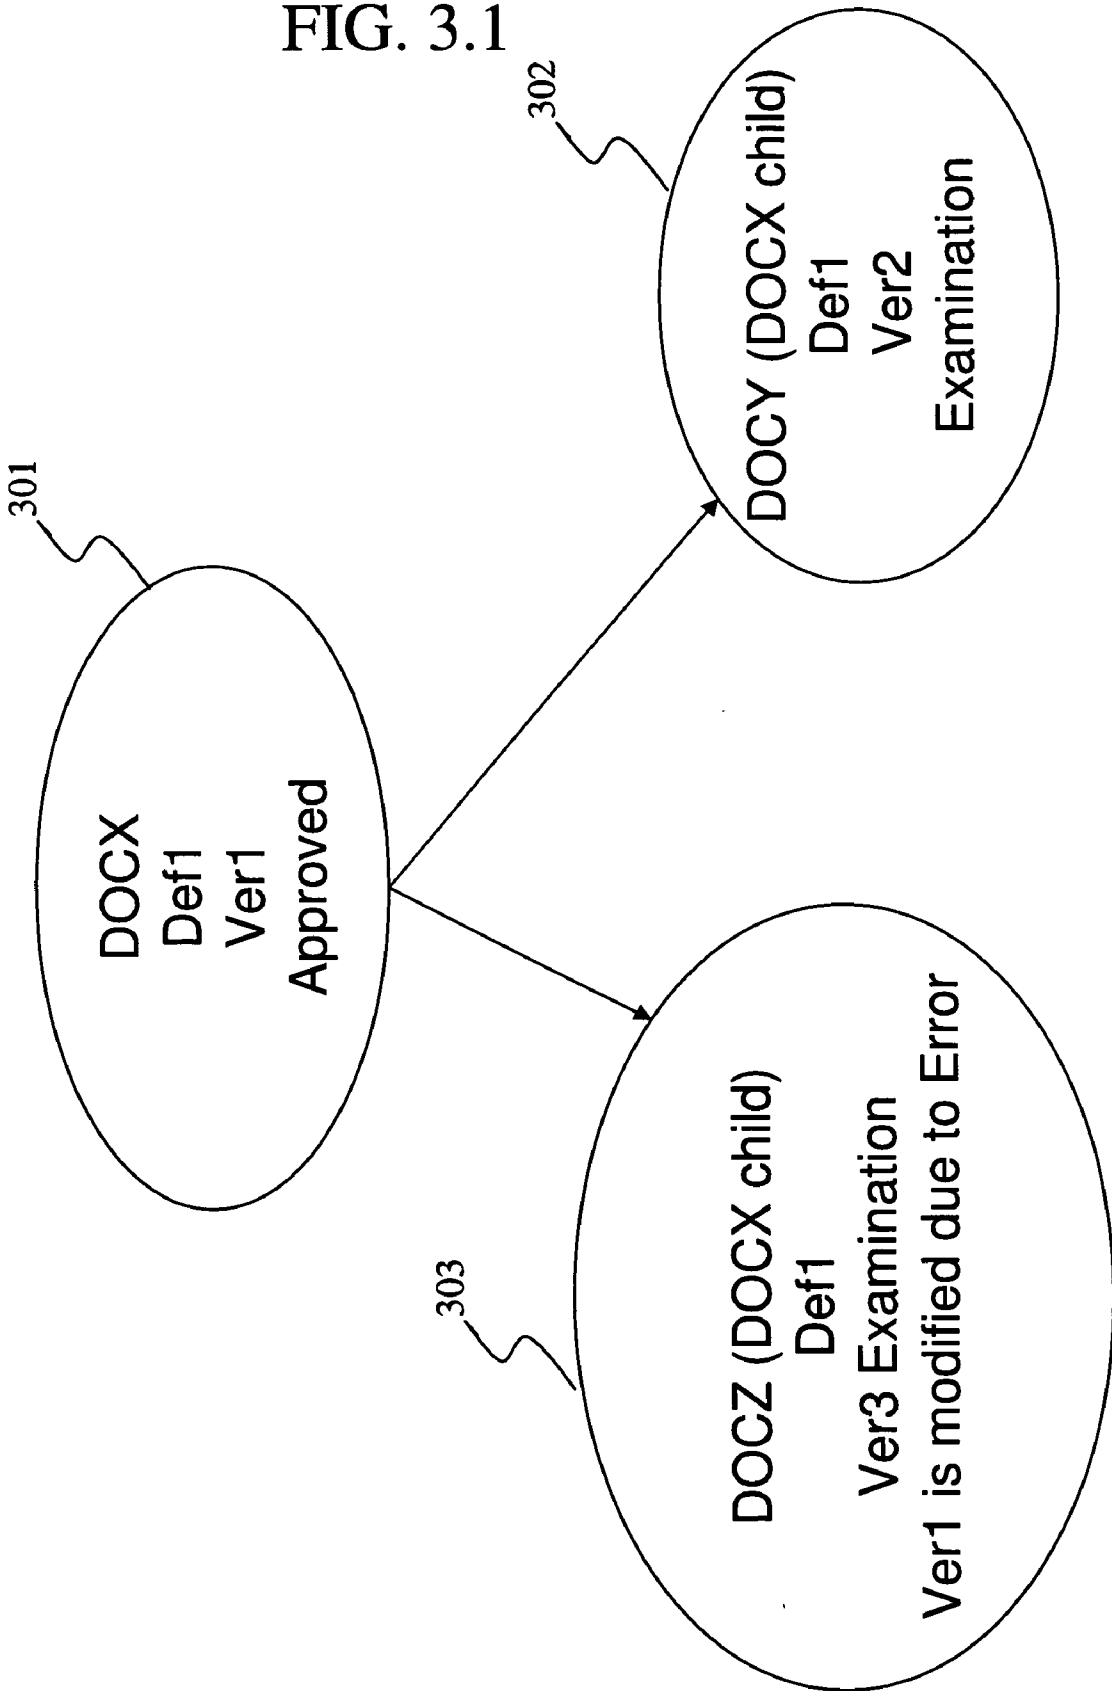 FIG. 3.1
301
DOCX
Def1
Ver1
Approved
303
DOCZ (DOCX child)
Def1
Ver3 Examination
Ver1 is modified due to Error
302
DOCY (DOCX child)
Def1
Ver2
Examination